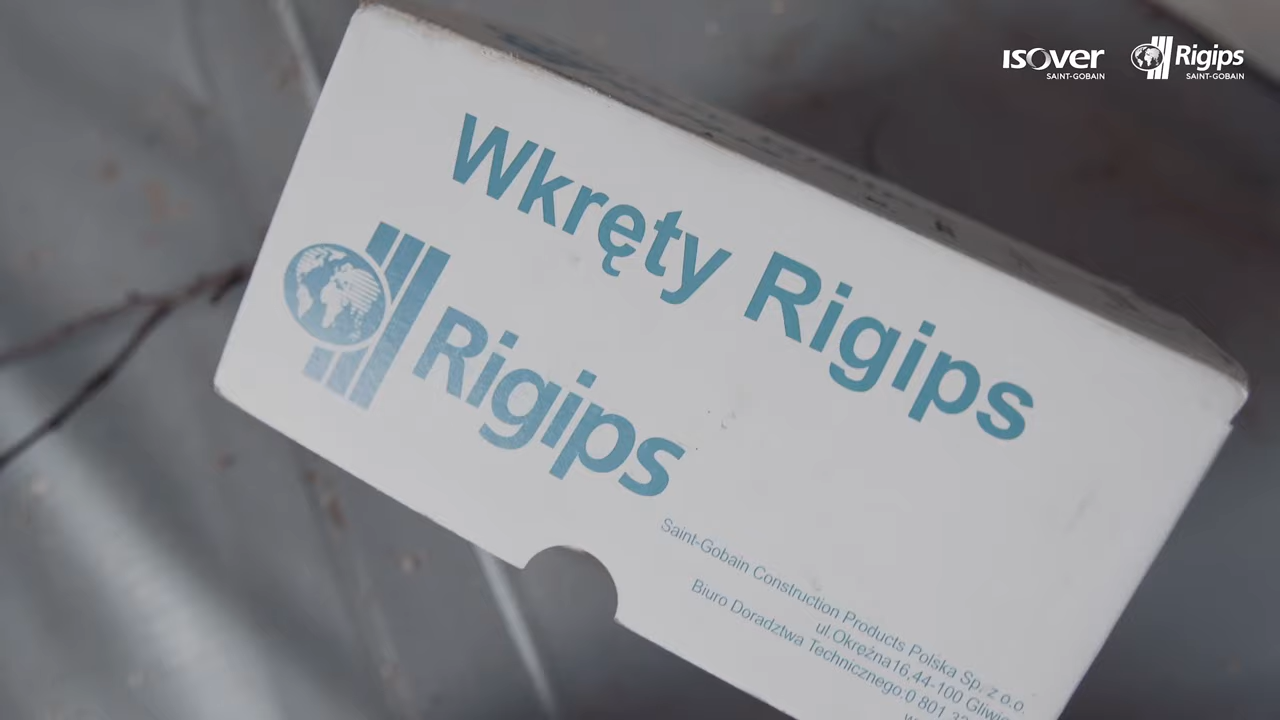 ISOVER
SAINT-GOBAIN
Rigips
SAINT-GOBAIN
Wkręty Rigips
Rigips
Saint-Gobain Construction Products Polska Sp. z o.o.
ul.Okrężna16,44-100
Biuro Doradztwa Technicznego:0 801